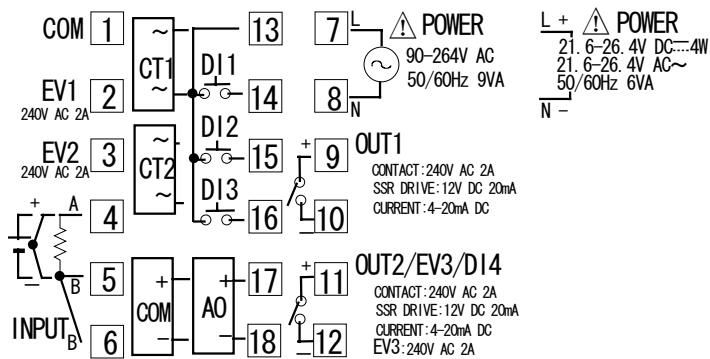 COM 1
EV1 2
240V AC 2A
EV2 3
240V AC 2A
+ A 4
5
− B
INPUT B 6
~
CT1
~
~
CT2
~
+
COM
−
+
AO
−
13
DI1
14
DI2
15
DI3
16
17
18
7 L ⚠ POWER
~ 90-264V AC
50/60Hz 9VA
8 N
+ 9 OUT1
CONTACT:240V AC 2A
SSR DRIVE:12V DC 20mA
CURRENT:4-20mA DC
− 10
+ 11 OUT2/EV3/DI4
CONTACT:240V AC 2A
SSR DRIVE:12V DC 20mA
CURRENT:4-20mA DC
− 12 EV3:240V AC 2A
L + ⚠ POWER
21.6-26.4V DC⎓4W
21.6-26.4V AC~
50/60Hz 6VA
N −